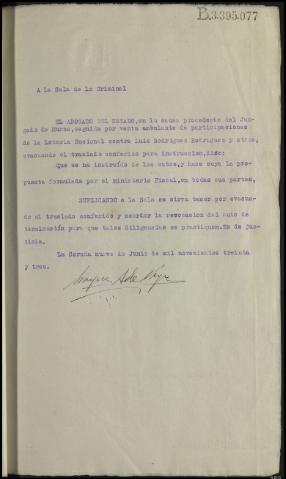 B.3.395.077
A la Sala de lo Criminal
EL ABOGADO DEL ESTADO,en la causa procedente del Juz-
gado de Muros,seguida por venta ambulante de participaciones
de la Lotería Nacional contra Luis Rodriguez Rodriguez y otros,
evacuando el traslado conferido para instruccion,dice:
Que se ha instruido de los autos,y hace suya la pro-
puesta formulada por el Ministerio Fiscal,en todas sus partes,
SUPLICANDO a la Sala se sirva tener por evacua-
do el traslado conferido y acordar la revocacion del auto de
terminación para que tales diligencias se practiquen.Es de jus-
ticia.
La Coruña nueve de Junio de mil novecientos treinta
y tres.